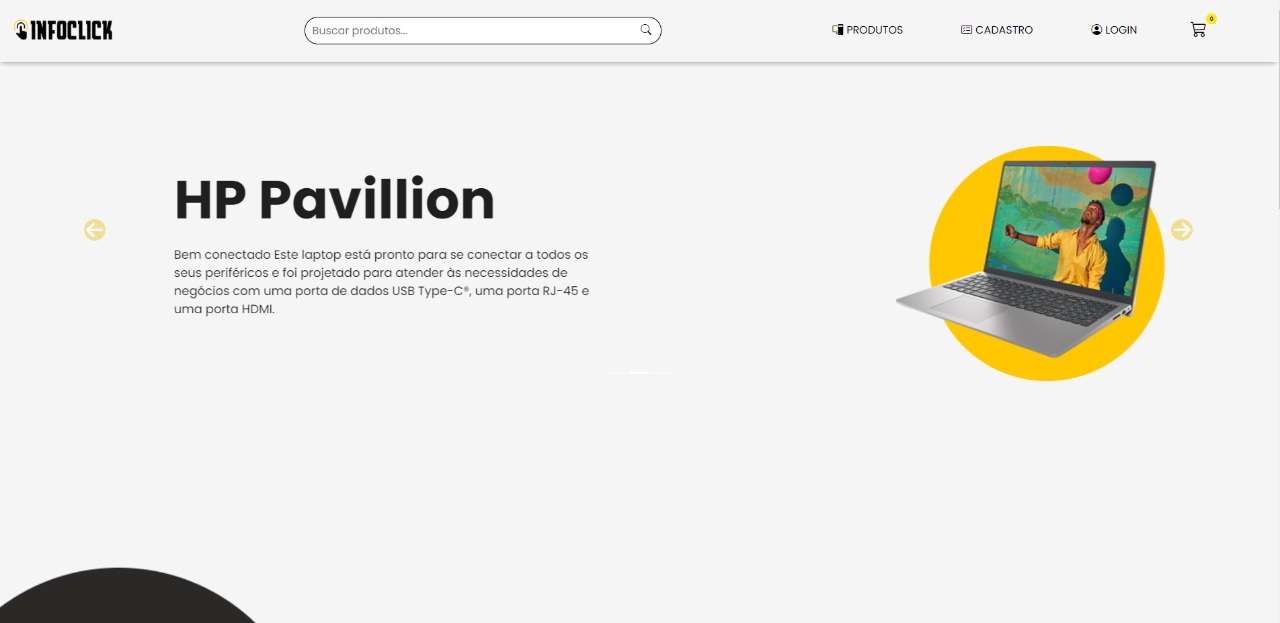 INFOCLICK
Buscar produtos...
PRODUTOS
CADASTRO
LOGIN
0
HP Pavillion
Bem conectado Este laptop está pronto para se conectar a todos os
seus periféricos e foi projetado para atender às necessidades de
negócios com uma porta de dados USB Type-C®, uma porta RJ-45 e
uma porta HDMI.